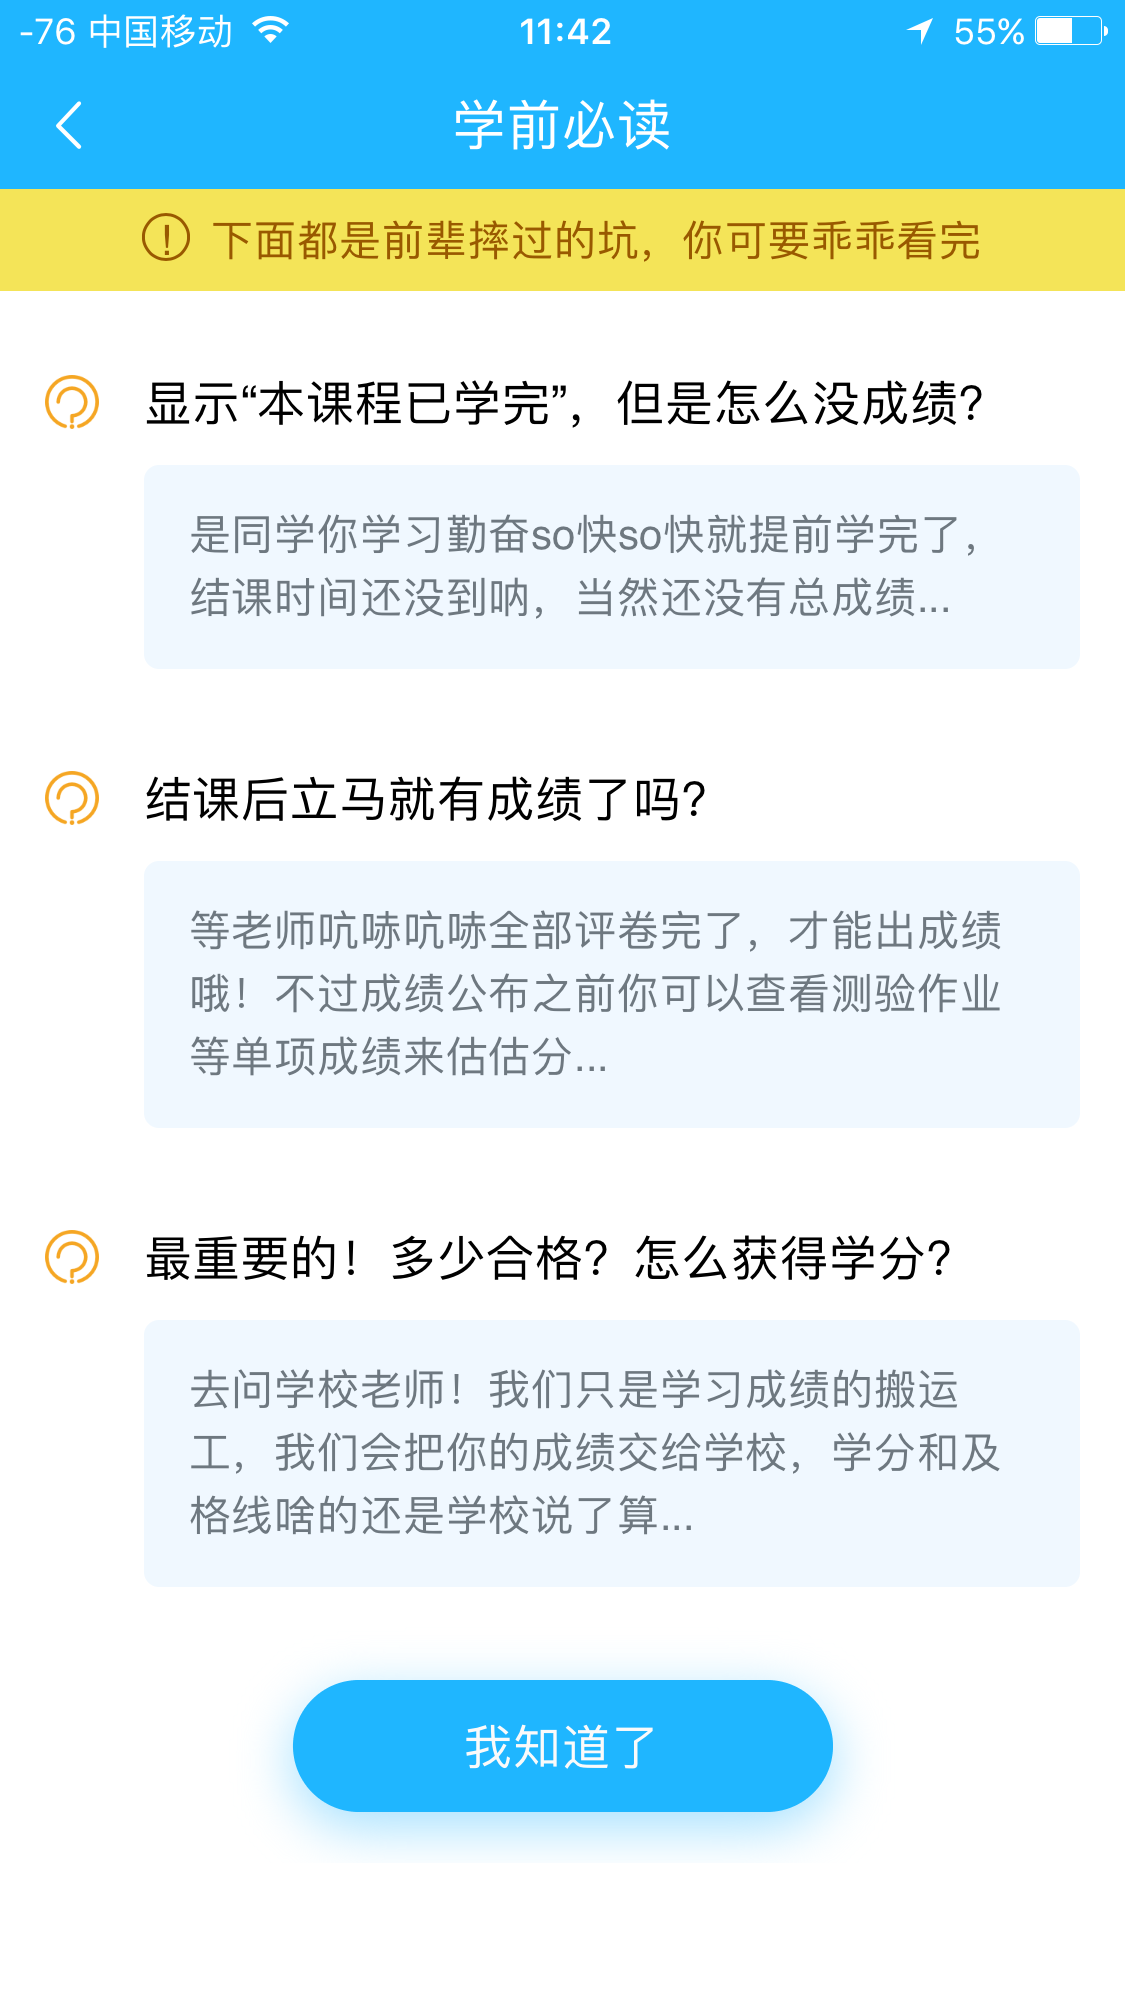 -76 中国移动 11:42 55%
学前必读
下面都是前辈摔过的坑，你可要乖乖看完
显示“本课程已学完”，但是怎么没成绩?
是同学你学习勤奋so快so快就提前学完了，
结课时间还没到呐，当然还没有总成绩...
结课后立马就有成绩了吗?
等老师吭哧吭哧全部评卷完了，才能出成绩
哦！不过成绩公布之前你可以查看测验作业
等单项成绩来估估分...
最重要的！多少合格？怎么获得学分?
去问学校老师！我们只是学习成绩的搬运
工，我们会把你的成绩交给学校，学分和及
格线啥的还是学校说了算...
我知道了